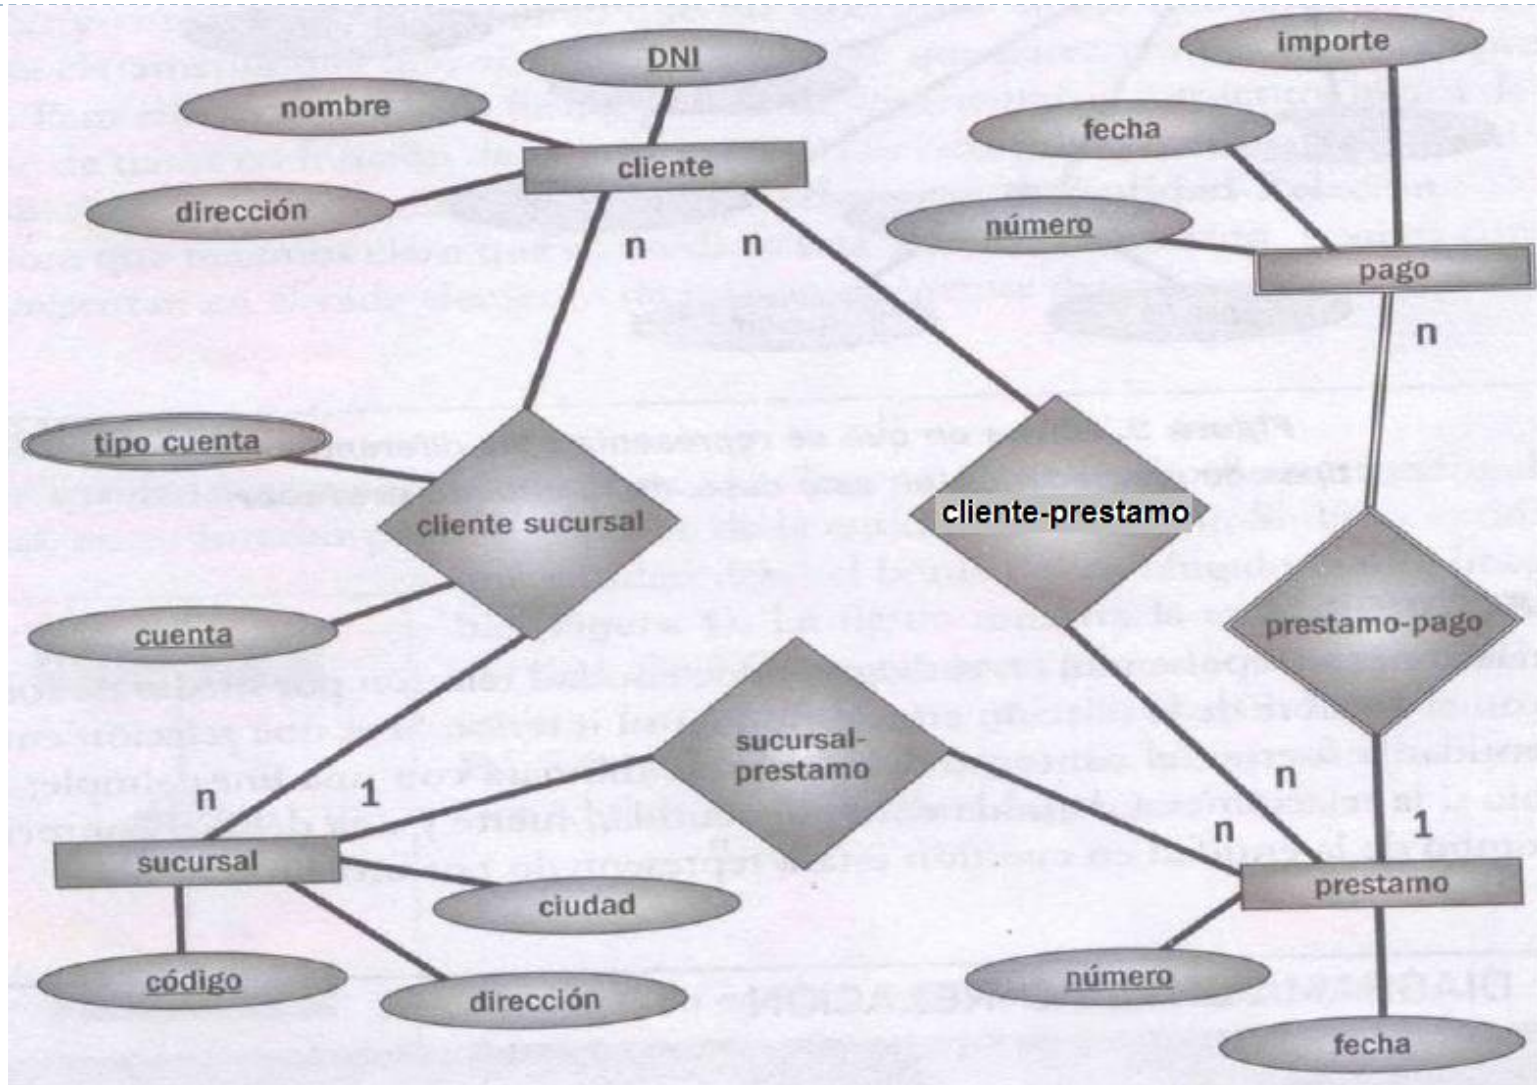 DNI
importe
nombre
fecha
cliente
dirección
número
pago
n
n
n
tipo cuenta
cliente sucursal
cliente-prestamo
cuenta
prestamo-pago
sucursal-
prestamo
n
1
n
n
1
sucursal
prestamo
ciudad
código
dirección
número
fecha